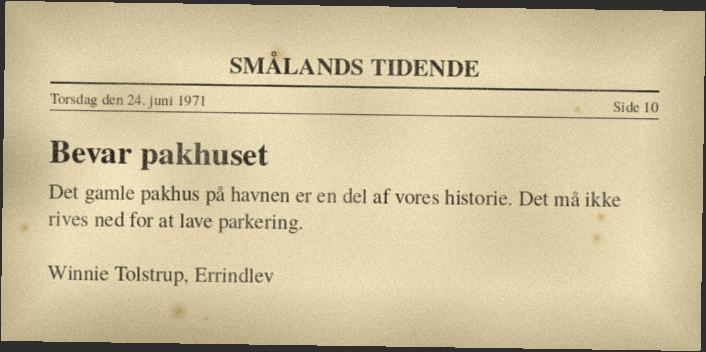 SMÅLANDS TIDENDE
Torsdag den 24. juni 1971
Side 10
Bevar pakhuset
Det gamle pakhus på havnen er en del af vores historie. Det må ikke
rives ned for at lave parkering.
Winnie Tolstrup, Errindlev